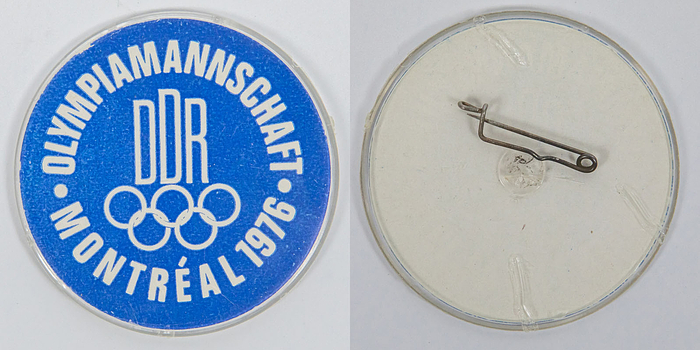 OLYMPIAMANNSCHAFT
DDR
MONTRÉAL 1976